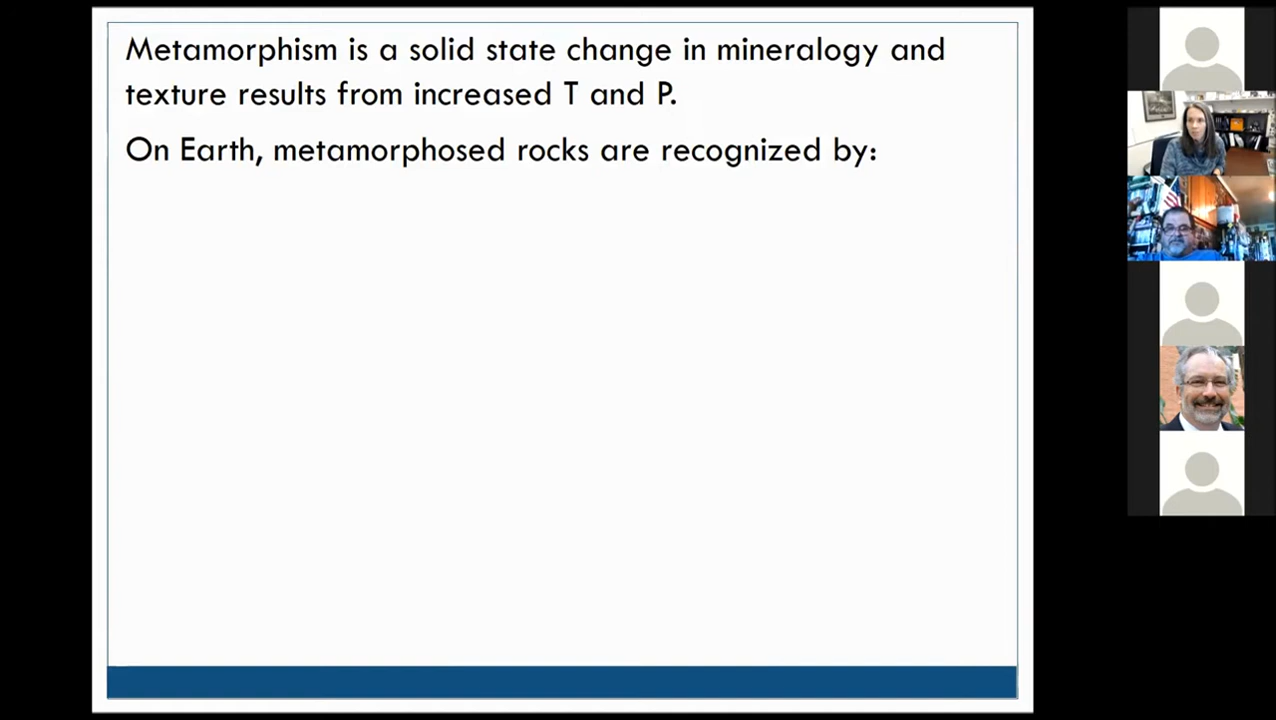 Metamorphism is a solid state change in mineralogy and
texture results from increased T and P.
On Earth, metamorphosed rocks are recognized by: